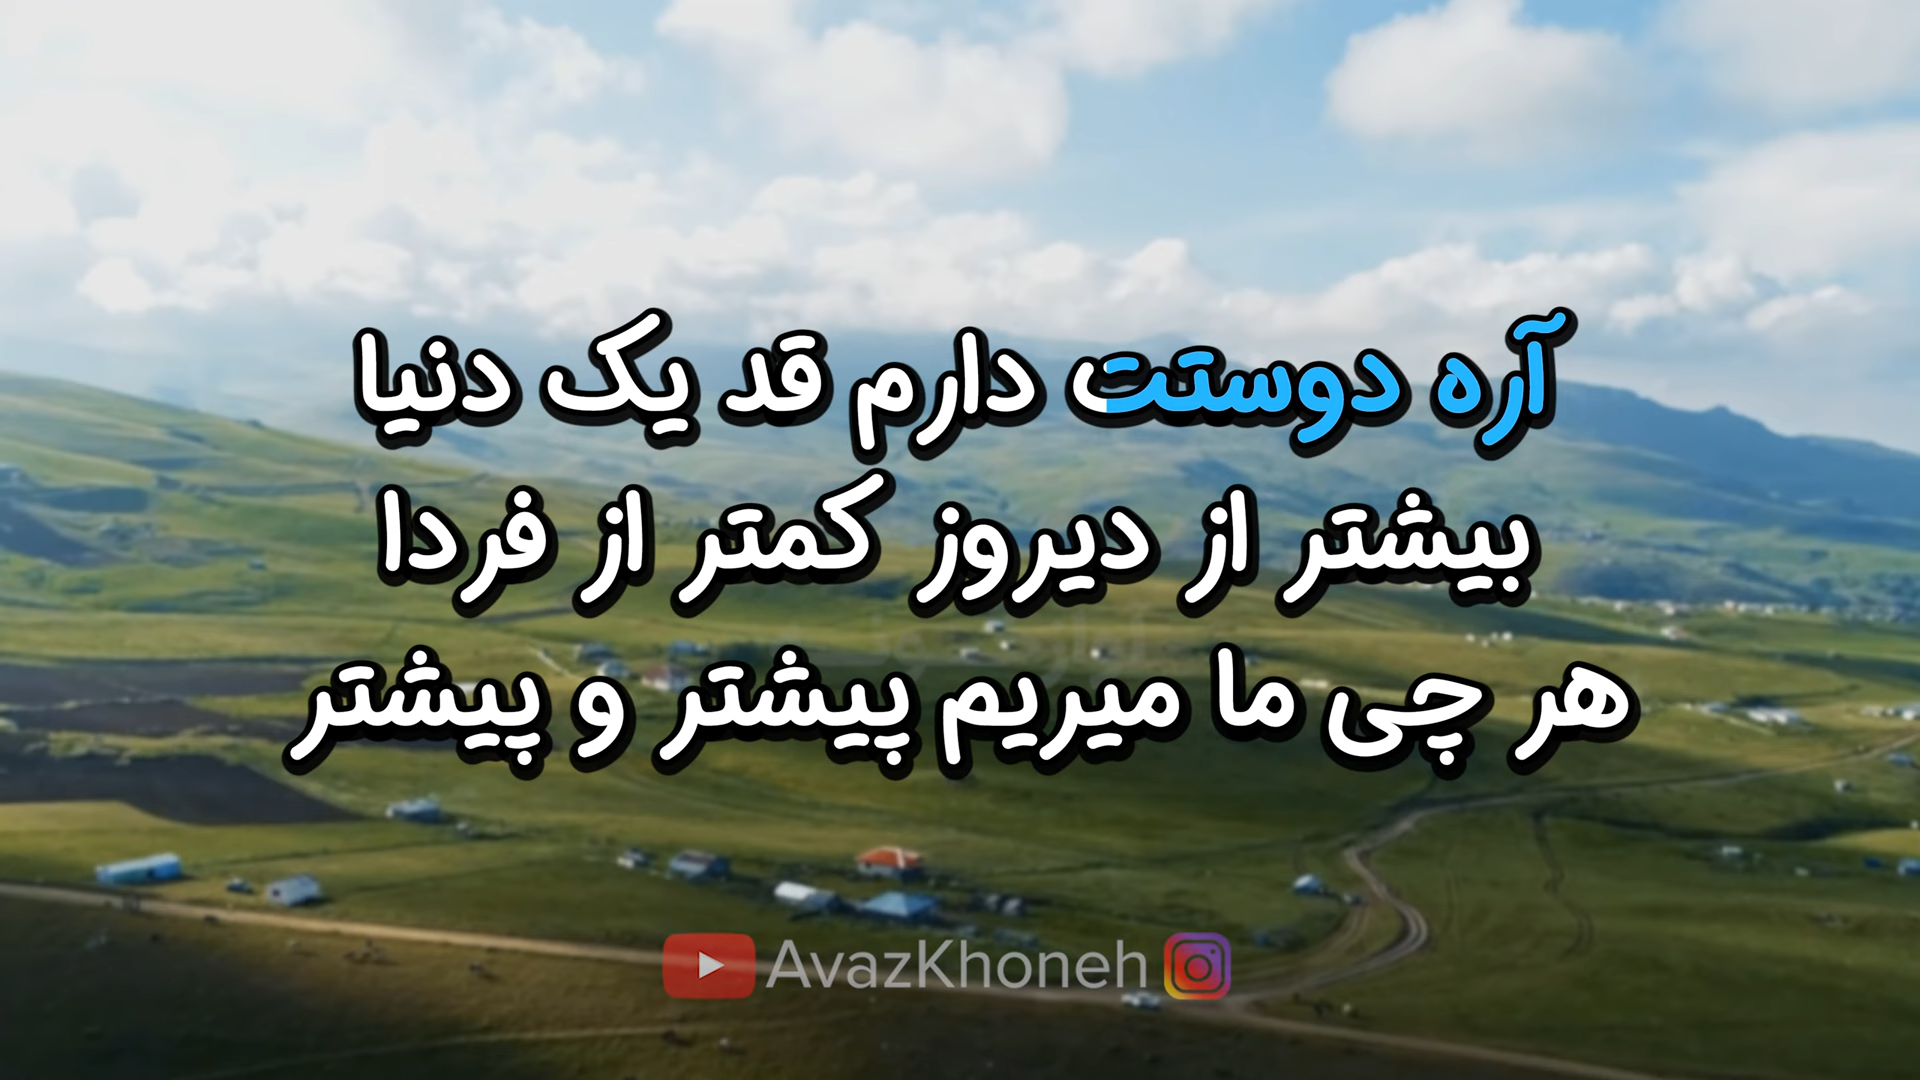 آره دوستت دارم قد یک دنیا
بیشتر از دیروز کمتر از فردا
هر چی ما میریم پیشتر و پیشتر
AvazKhoneh